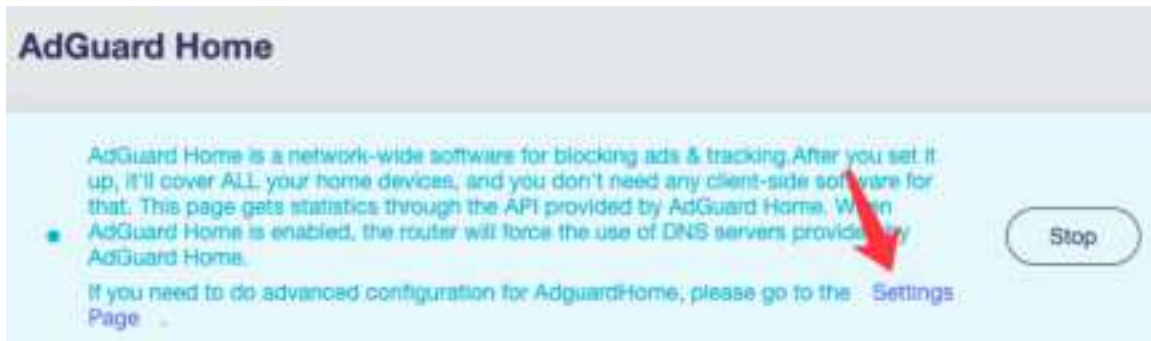 AdGuard Home
AdGuard Home is a network-wide software for blocking ads & tracking.After you set it
up, it'll cover ALL your home devices, and you don't need any client-side software for
that. This page gets statistics through the API provided by AdGuard Home. When
AdGuard Home is enabled, the router will force the use of DNS servers provided by
AdGuard Home.
Stop
If you need to do advanced configuration for AdguardHome, please go to the Settings
Page .